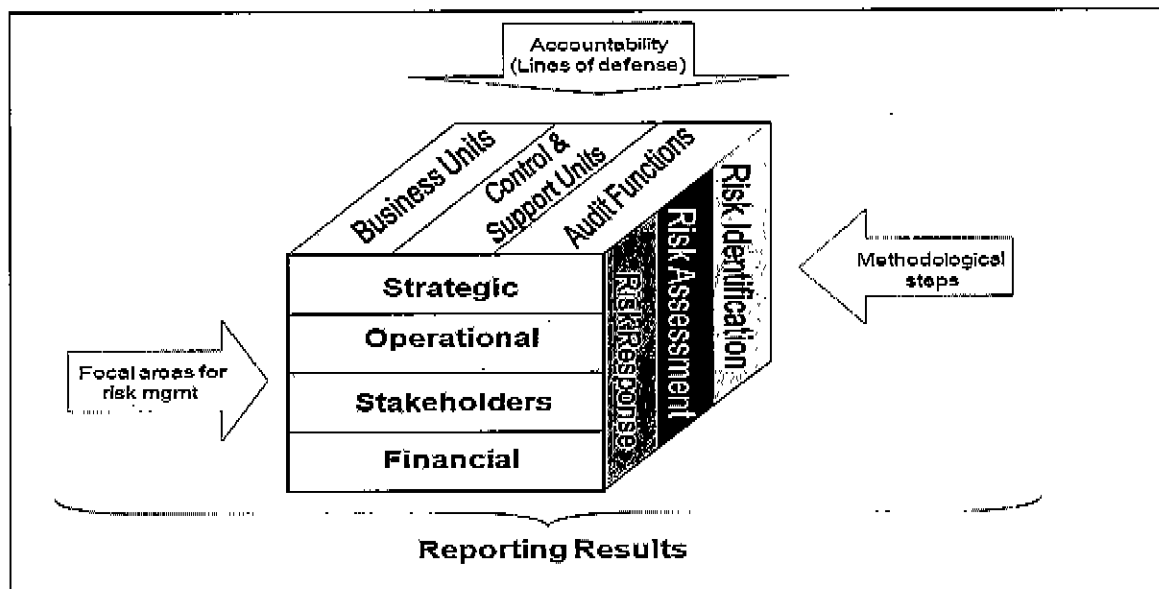 Accountability
(Lines of defense)
Business Units
Control &
Support Units
Audit Functions
Strategic
Operational
Stakeholders
Financial
Risk Response
Risk Assessment
Risk Identification
Methodological
steps
Focal areas for
risk mgmt
Reporting Results